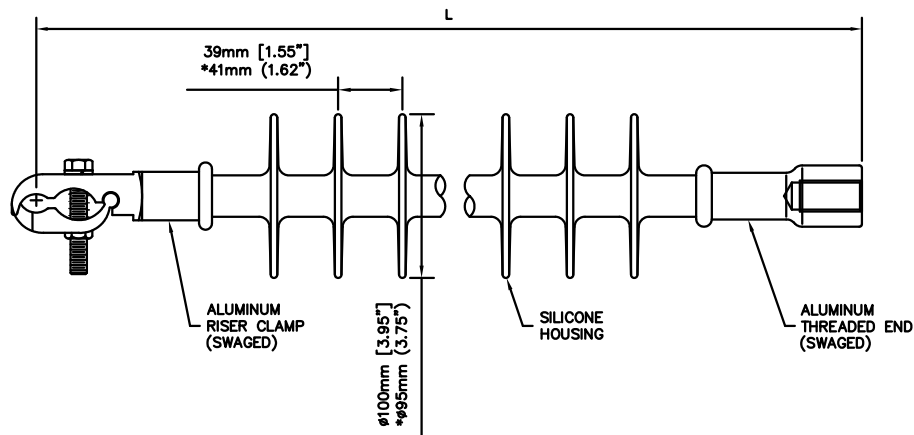 L
39mm [1.55"]
*41mm (1.62")
ø100mm [3.95"]
*ø95mm (3.75")
ALUMINUM
RISER CLAMP
(SWAGED)
SILICONE
HOUSING
ALUMINUM
THREADED END
(SWAGED)